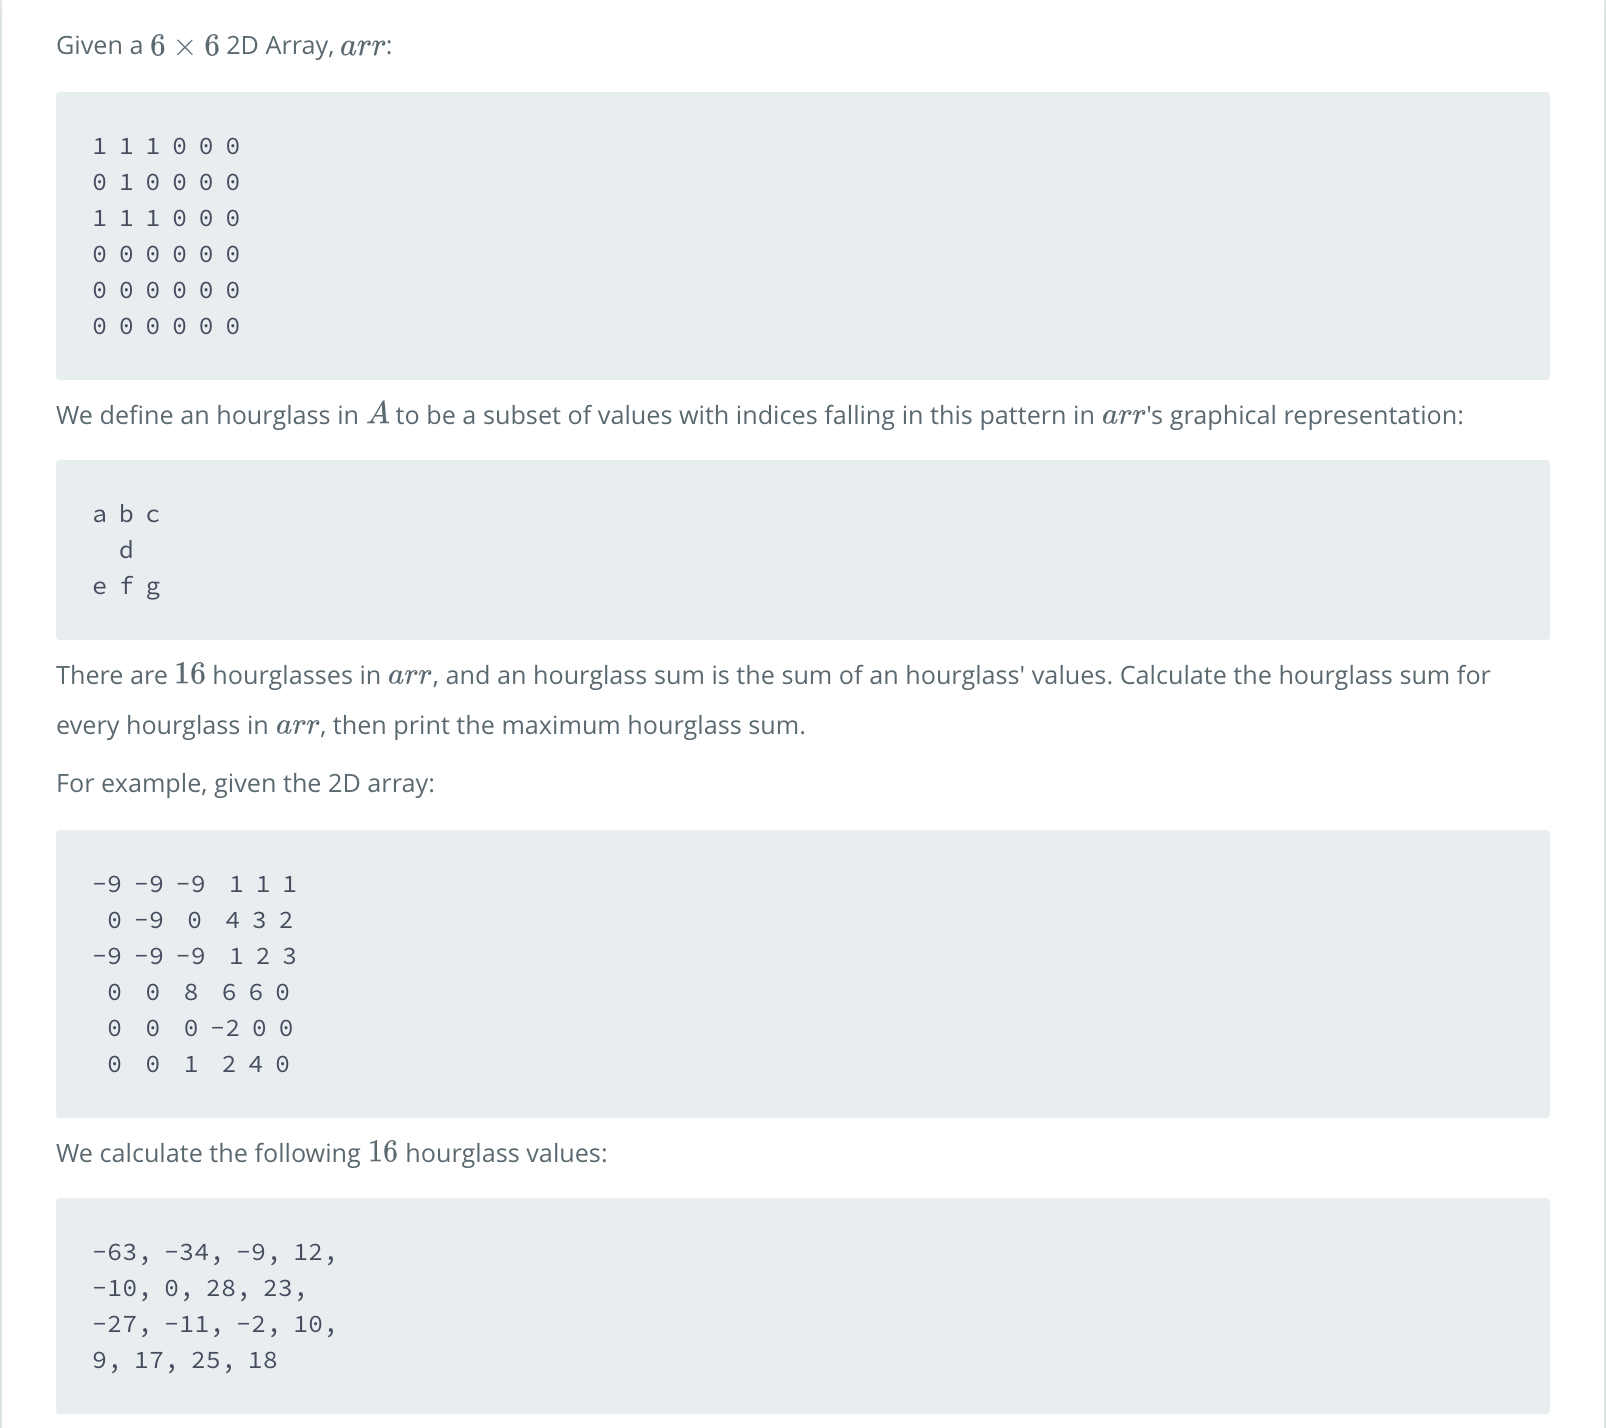 Given a 6 × 6 2D Array, arr:
1 1 1 0 0 0
0 1 0 0 0 0
1 1 1 0 0 0
0 0 0 0 0 0
0 0 0 0 0 0
0 0 0 0 0 0
We define an hourglass in A to be a subset of values with indices falling in this pattern in arr's graphical representation:
a b c
  d
e f g
There are 16 hourglasses in arr, and an hourglass sum is the sum of an hourglass' values. Calculate the hourglass sum for
every hourglass in arr, then print the maximum hourglass sum.
For example, given the 2D array:
-9 -9 -9  1 1 1
 0 -9  0  4 3 2
-9 -9 -9  1 2 3
 0  0  8  6 6 0
 0  0  0 -2 0 0
 0  0  1  2 4 0
We calculate the following 16 hourglass values:
-63, -34, -9, 12,
-10, 0, 28, 23,
-27, -11, -2, 10,
9, 17, 25, 18